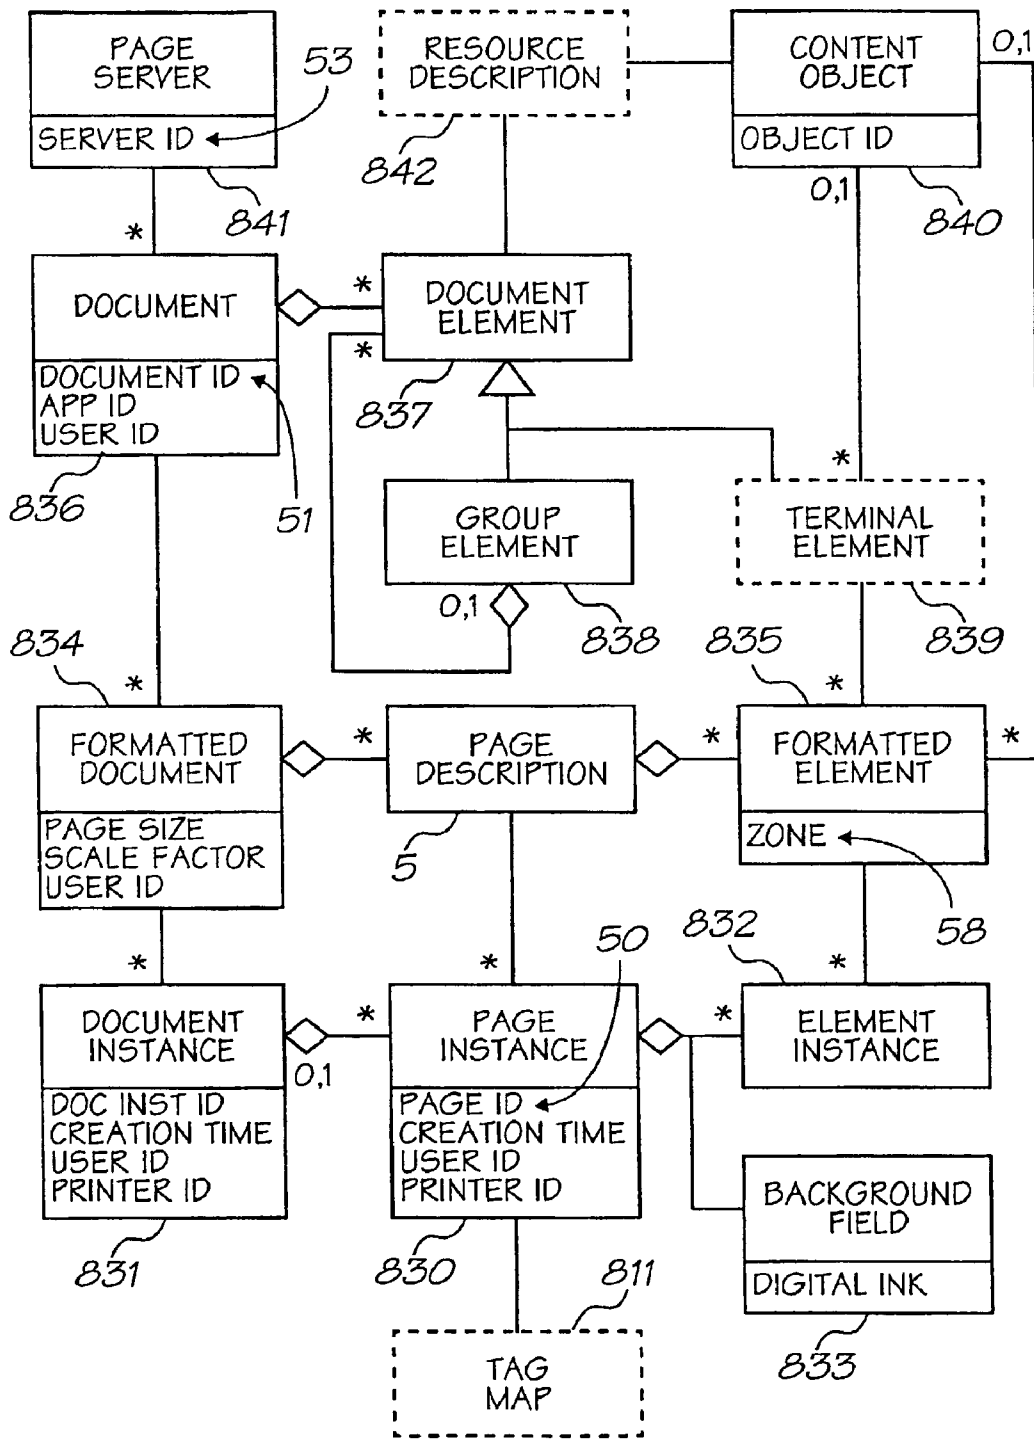 PAGE
SERVER
SERVER ID
53
841
*
RESOURCE
DESCRIPTION
842
CONTENT
OBJECT
OBJECT ID
0,1
0,1
840
DOCUMENT
DOCUMENT ID
APP ID
USER ID
836
51
*
*
DOCUMENT
ELEMENT
837
GROUP
ELEMENT
0,1
838
*
TERMINAL
ELEMENT
839
834
*
FORMATTED
DOCUMENT
PAGE SIZE
SCALE FACTOR
USER ID
*
PAGE
DESCRIPTION
5
835
*
*
*
FORMATTED
ELEMENT
ZONE
58
*
DOCUMENT
INSTANCE
0,1
DOC INST ID
CREATION TIME
USER ID
PRINTER ID
831
*
*
50
PAGE
INSTANCE
PAGE ID
CREATION TIME
USER ID
PRINTER ID
830
832
*
*
ELEMENT
INSTANCE
BACKGROUND
FIELD
DIGITAL INK
833
811
TAG
MAP